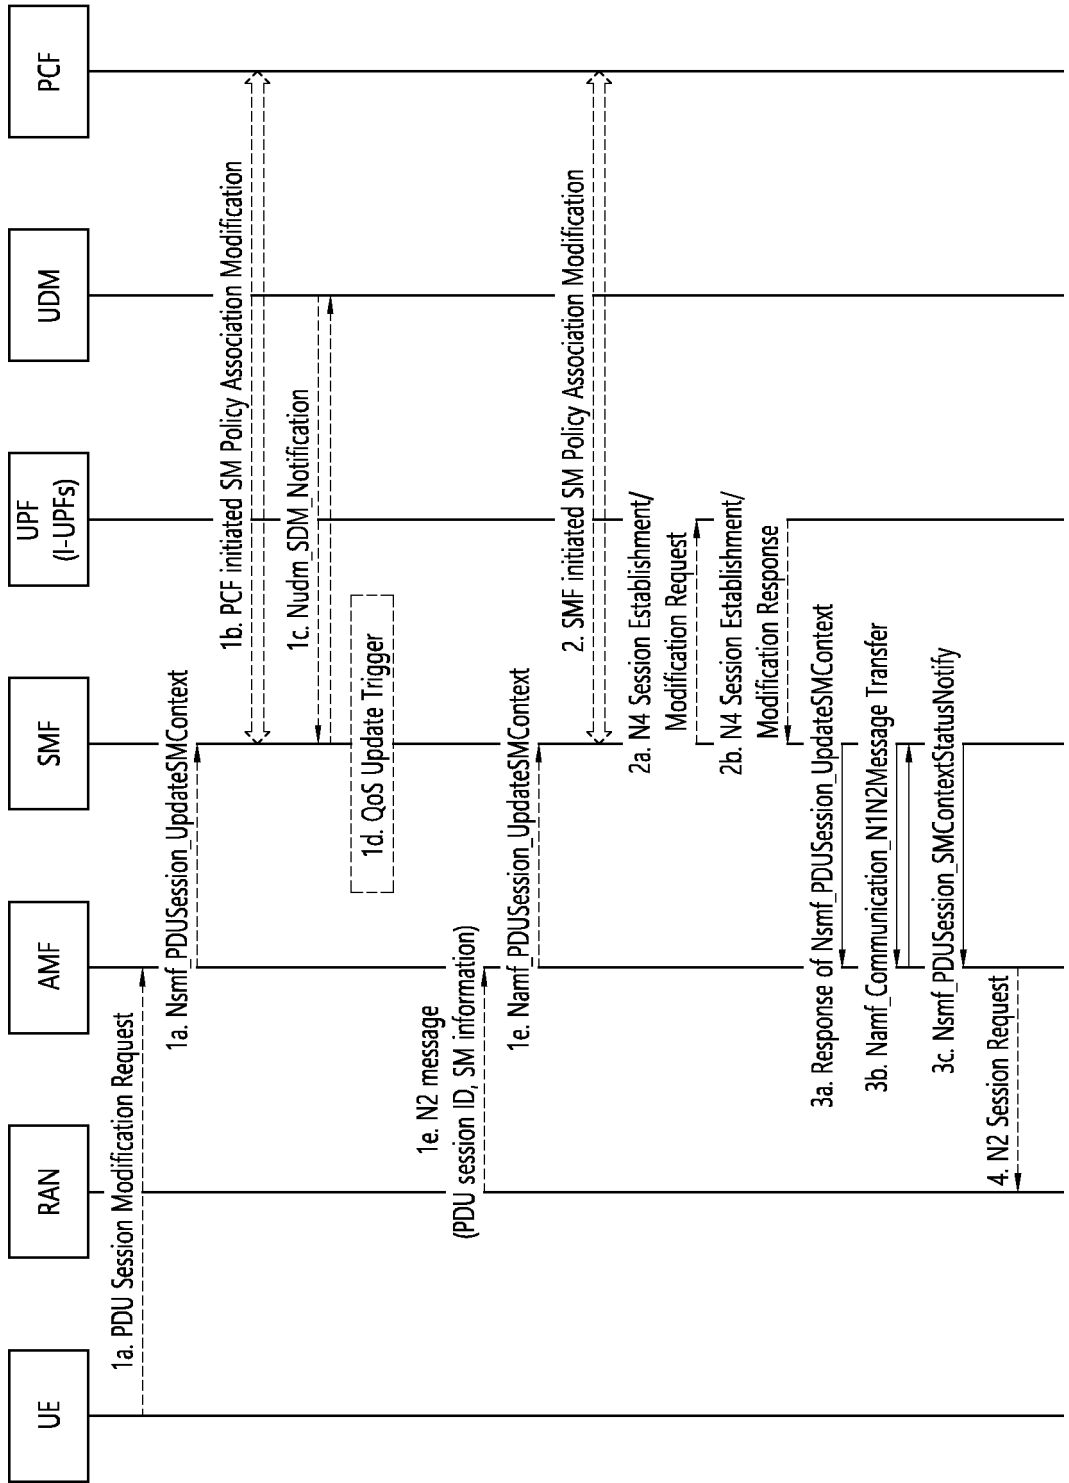 UE
RAN
AMF
SMF
UPF
(I-UPFs)
UDM
PCF
1a. PDU Session Modification Request
1a. Nsmf_PDUSession_UpdateSMContext
1b. PCF initiated SM Policy Association Modification
1c. Nudm_SDM_Notification
1d. QoS Update Trigger
1e. N2 message
(PDU session ID, SM information)
1e. Namf_PDUSession_UpdateSMContext
2. SMF initiated SM Policy Association Modification
2a. N4 Session Establishment/
Modification Request
2b. N4 Session Establishment/
Modification Response
3a. Response of Nsmf_PDUSession_UpdateSMContext
3b. Namf_Communication_N1N2Message Transfer
3c. Nsmf_PDUSession_SMContextStatusNotify
4. N2 Session Request